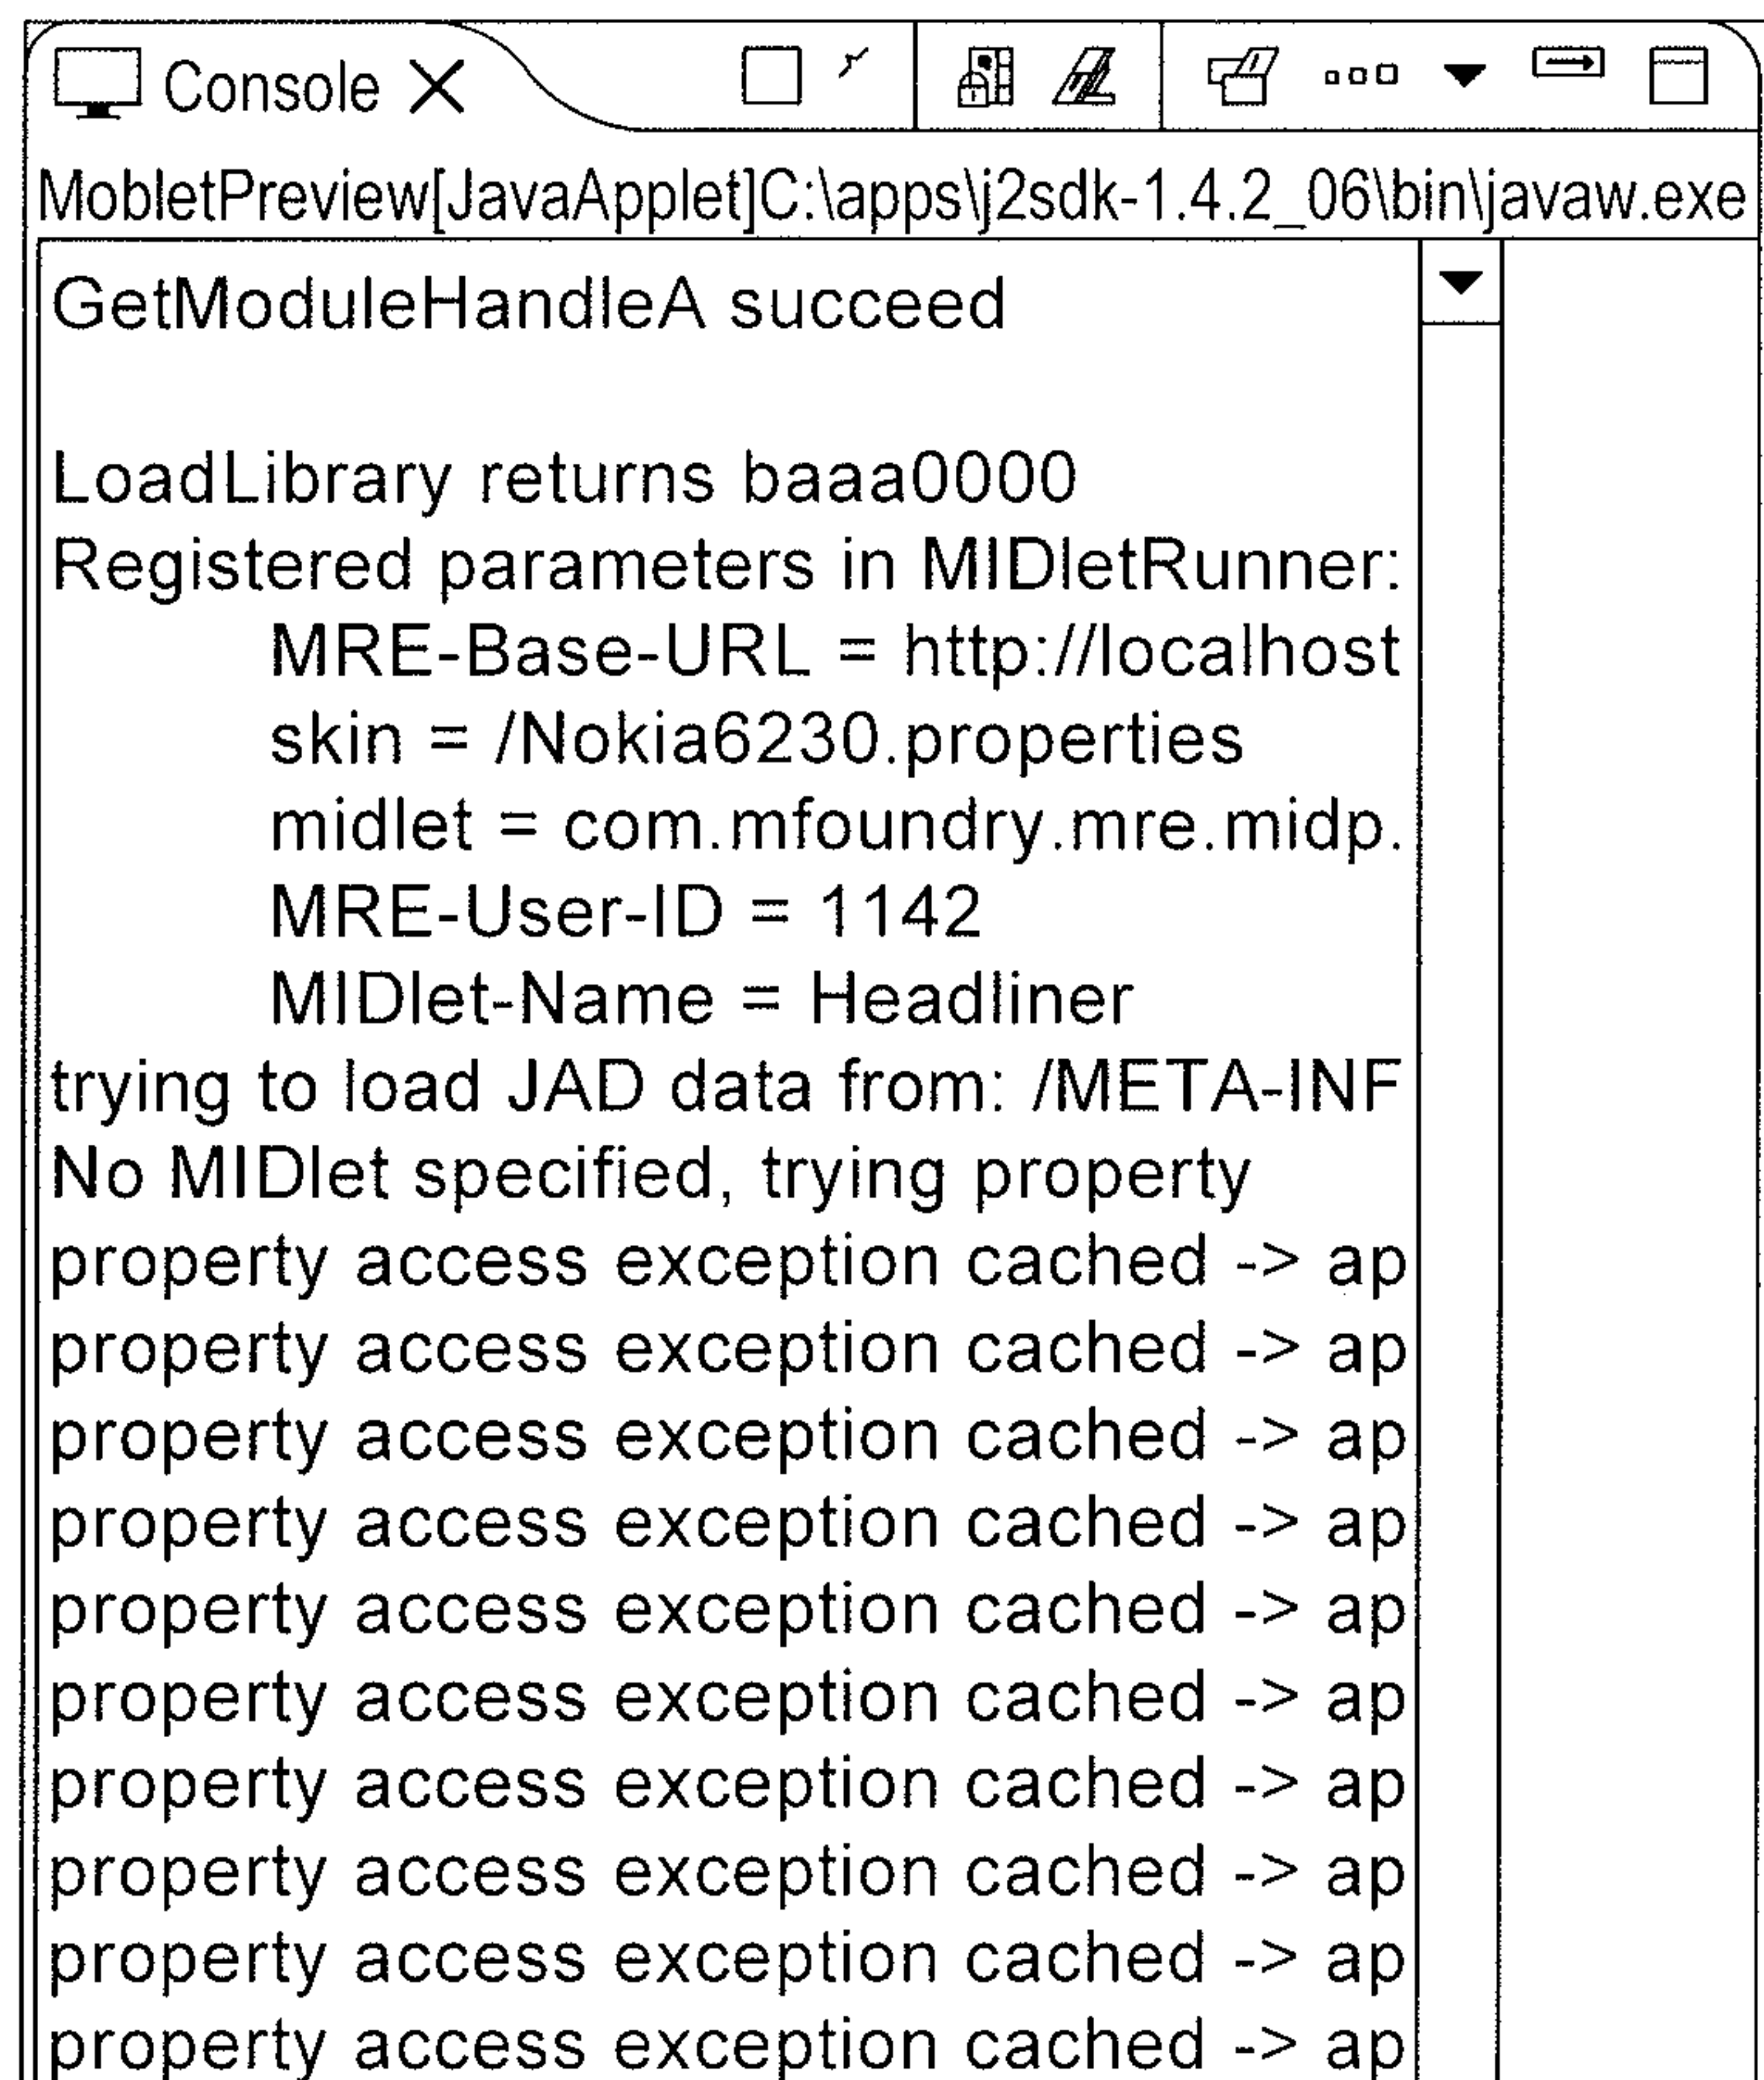 Console
MobletPreview[JavaApplet]C:\apps\j2sdk-1.4.2_06\bin\javaw.exe
GetModuleHandleA succeed
LoadLibrary returns baaa0000
Registered parameters in MIDletRunner:
MRE-Base-URL = http://localhost
skin = /Nokia6230.properties
midlet = com.mfoundry.mre.midp.
MRE-User-ID = 1142
MIDlet-Name = Headliner
trying to load JAD data from: /META-INF
No MIDlet specified, trying property
property access exception cached -> ap
property access exception cached -> ap
property access exception cached -> ap
property access exception cached -> ap
property access exception cached -> ap
property access exception cached -> ap
property access exception cached -> ap
property access exception cached -> ap
property access exception cached -> ap
property access exception cached -> ap